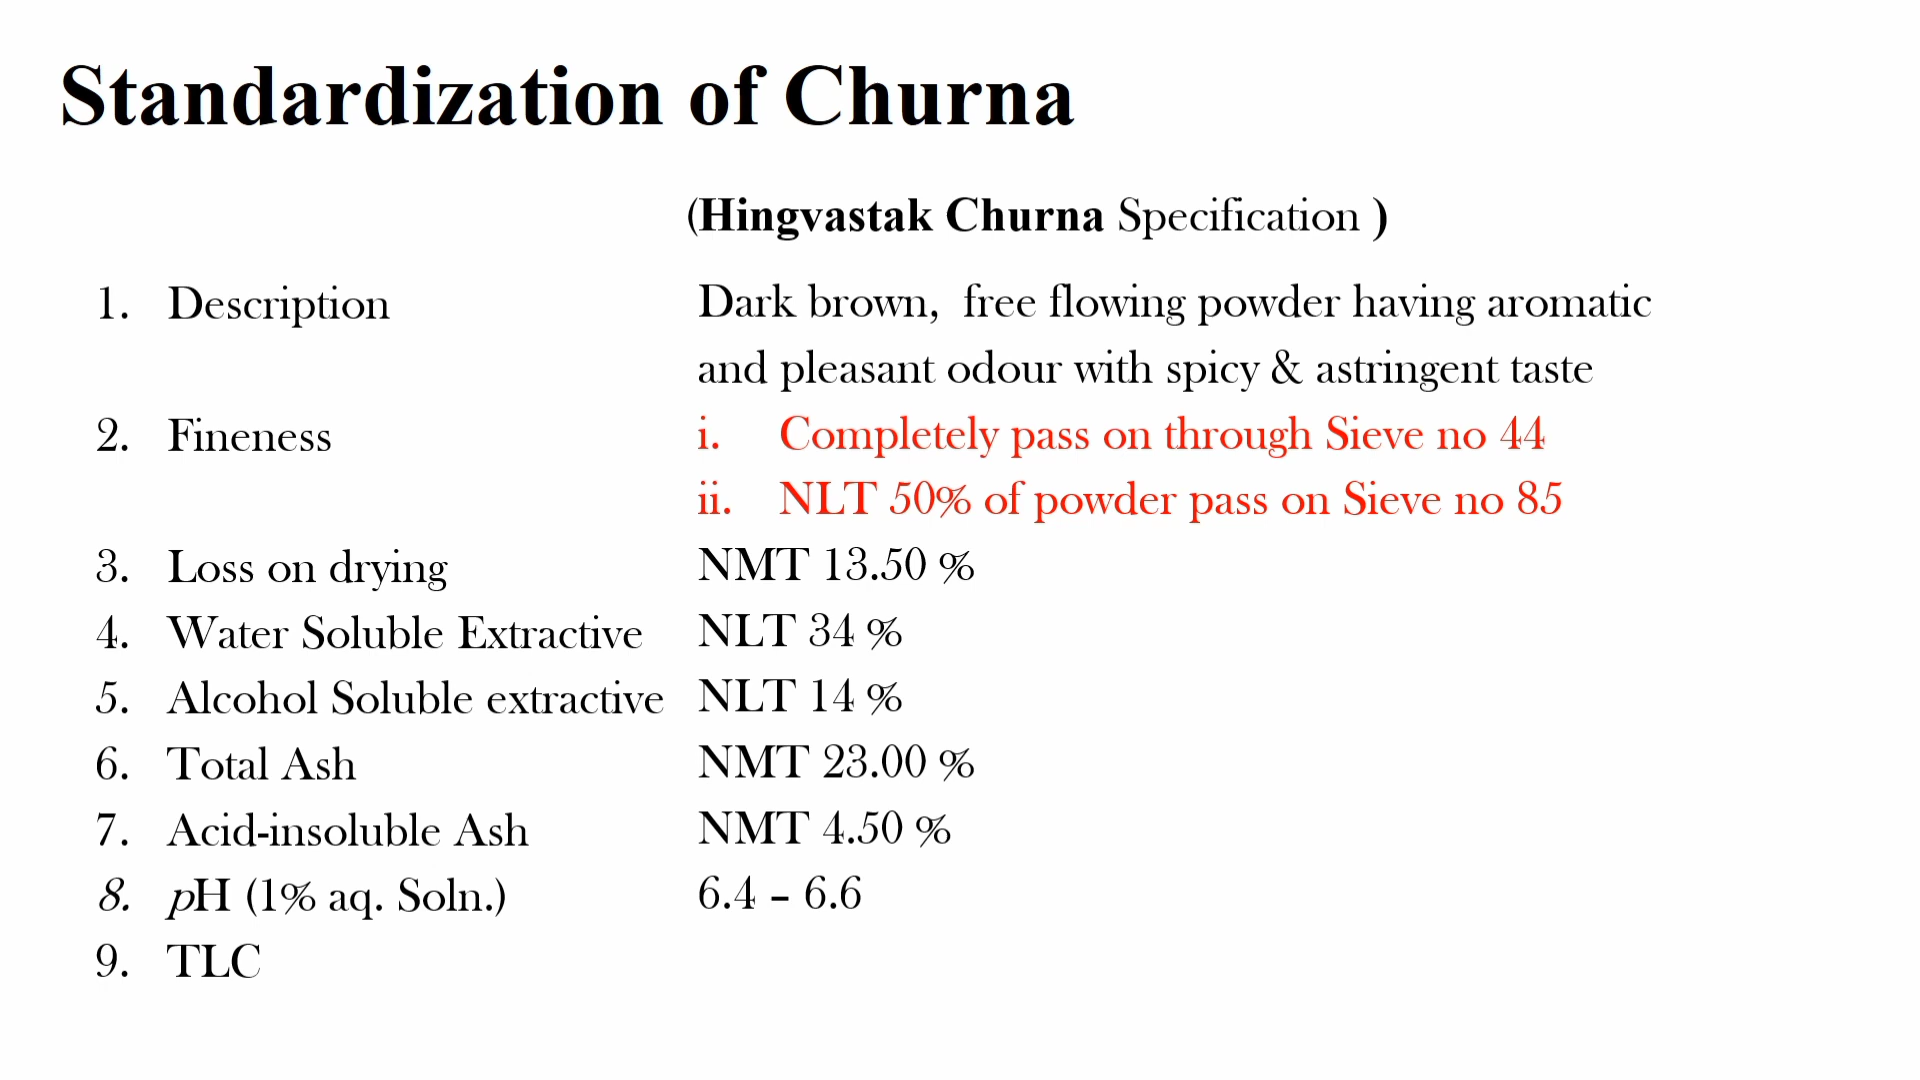 Standardization of Churna
(Hingvastak Churna Specification )
1. Description Dark brown,  free flowing powder having aromatic
and pleasant odour with spicy & astringent taste
2. Fineness i. Completely pass on through Sieve no 44
ii. NLT 50% of powder pass on Sieve no 85
3. Loss on drying NMT 13.50 %
4. Water Soluble Extractive NLT 34 %
5. Alcohol Soluble extractive NLT 14 %
6. Total Ash NMT 23.00 %
7. Acid-insoluble Ash NMT 4.50 %
8. pH (1% aq. Soln.) 6.4 – 6.6
9. TLC